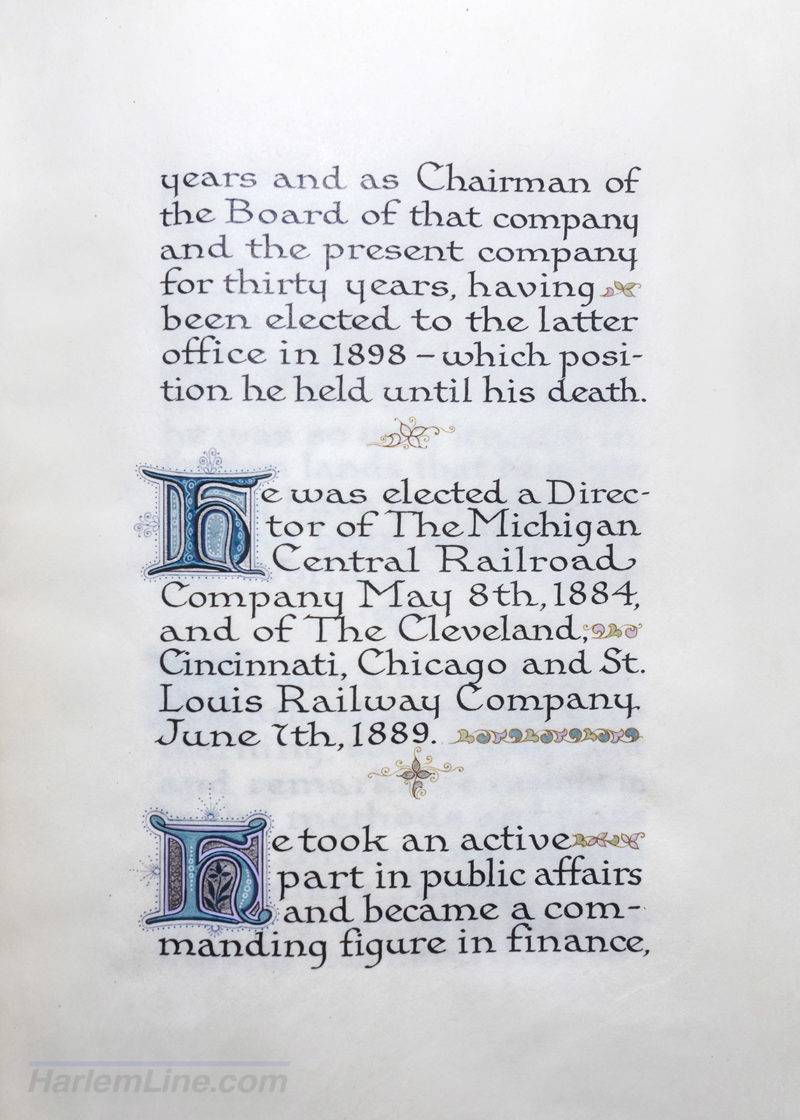 years and as Chairman of
the Board of that company
and the present company
for thirty years, having
been elected to the latter
office in 1898 – which posi-
tion he held until his death.
He was elected a Direc-
tor of The Michigan
Central Railroad
Company May 8th, 1884,
and of The Cleveland,
Cincinnati, Chicago and St.
Louis Railway Company.
June 7th, 1889.
He took an active
part in public affairs
and became a com-
manding figure in finance,
HarlemLine.com